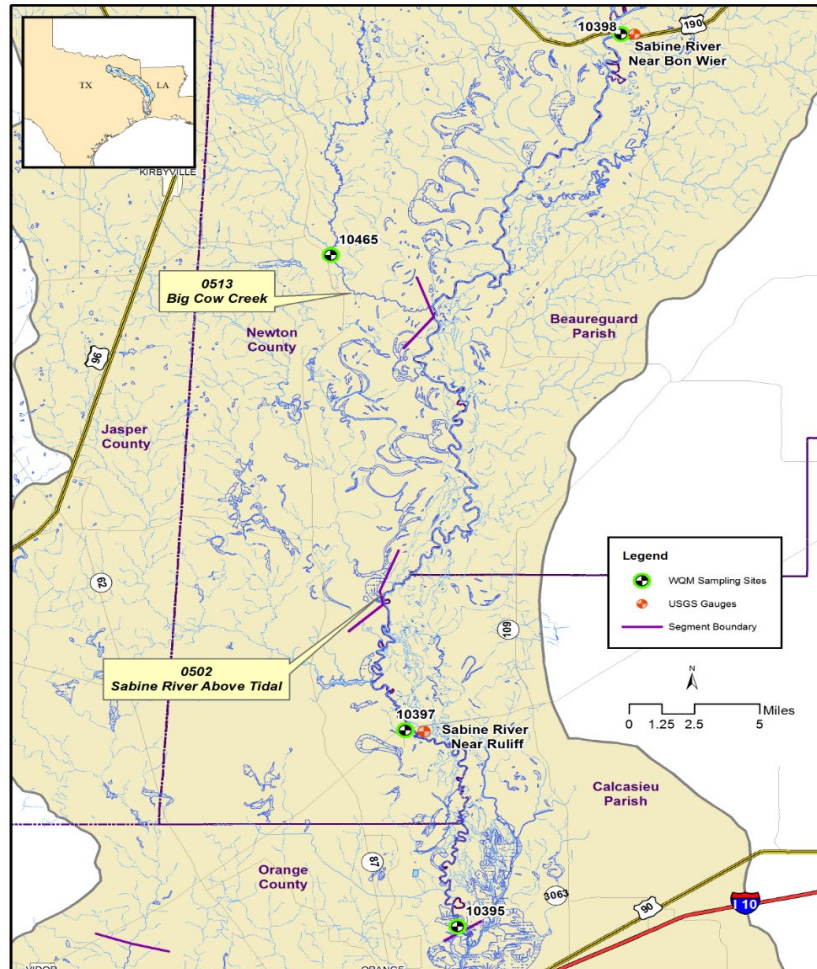 10398
190
Sabine River
Near Bon Wier
TX
LA
KIRBYVILLE
10465
0513
Big Cow Creek
Newton
County
Beaureguard
Parish
96
Jasper
County
62
Legend
WQM Sampling Sites
USGS Gauges
Segment Boundary
109
N
Miles
0 1.25 2.5 5
0502
Sabine River Above Tidal
10397
Sabine River
Near Ruliff
Calcasieu
Parish
Orange
County
87
3063
90
I 10
10395
VIDOR
ORANGE